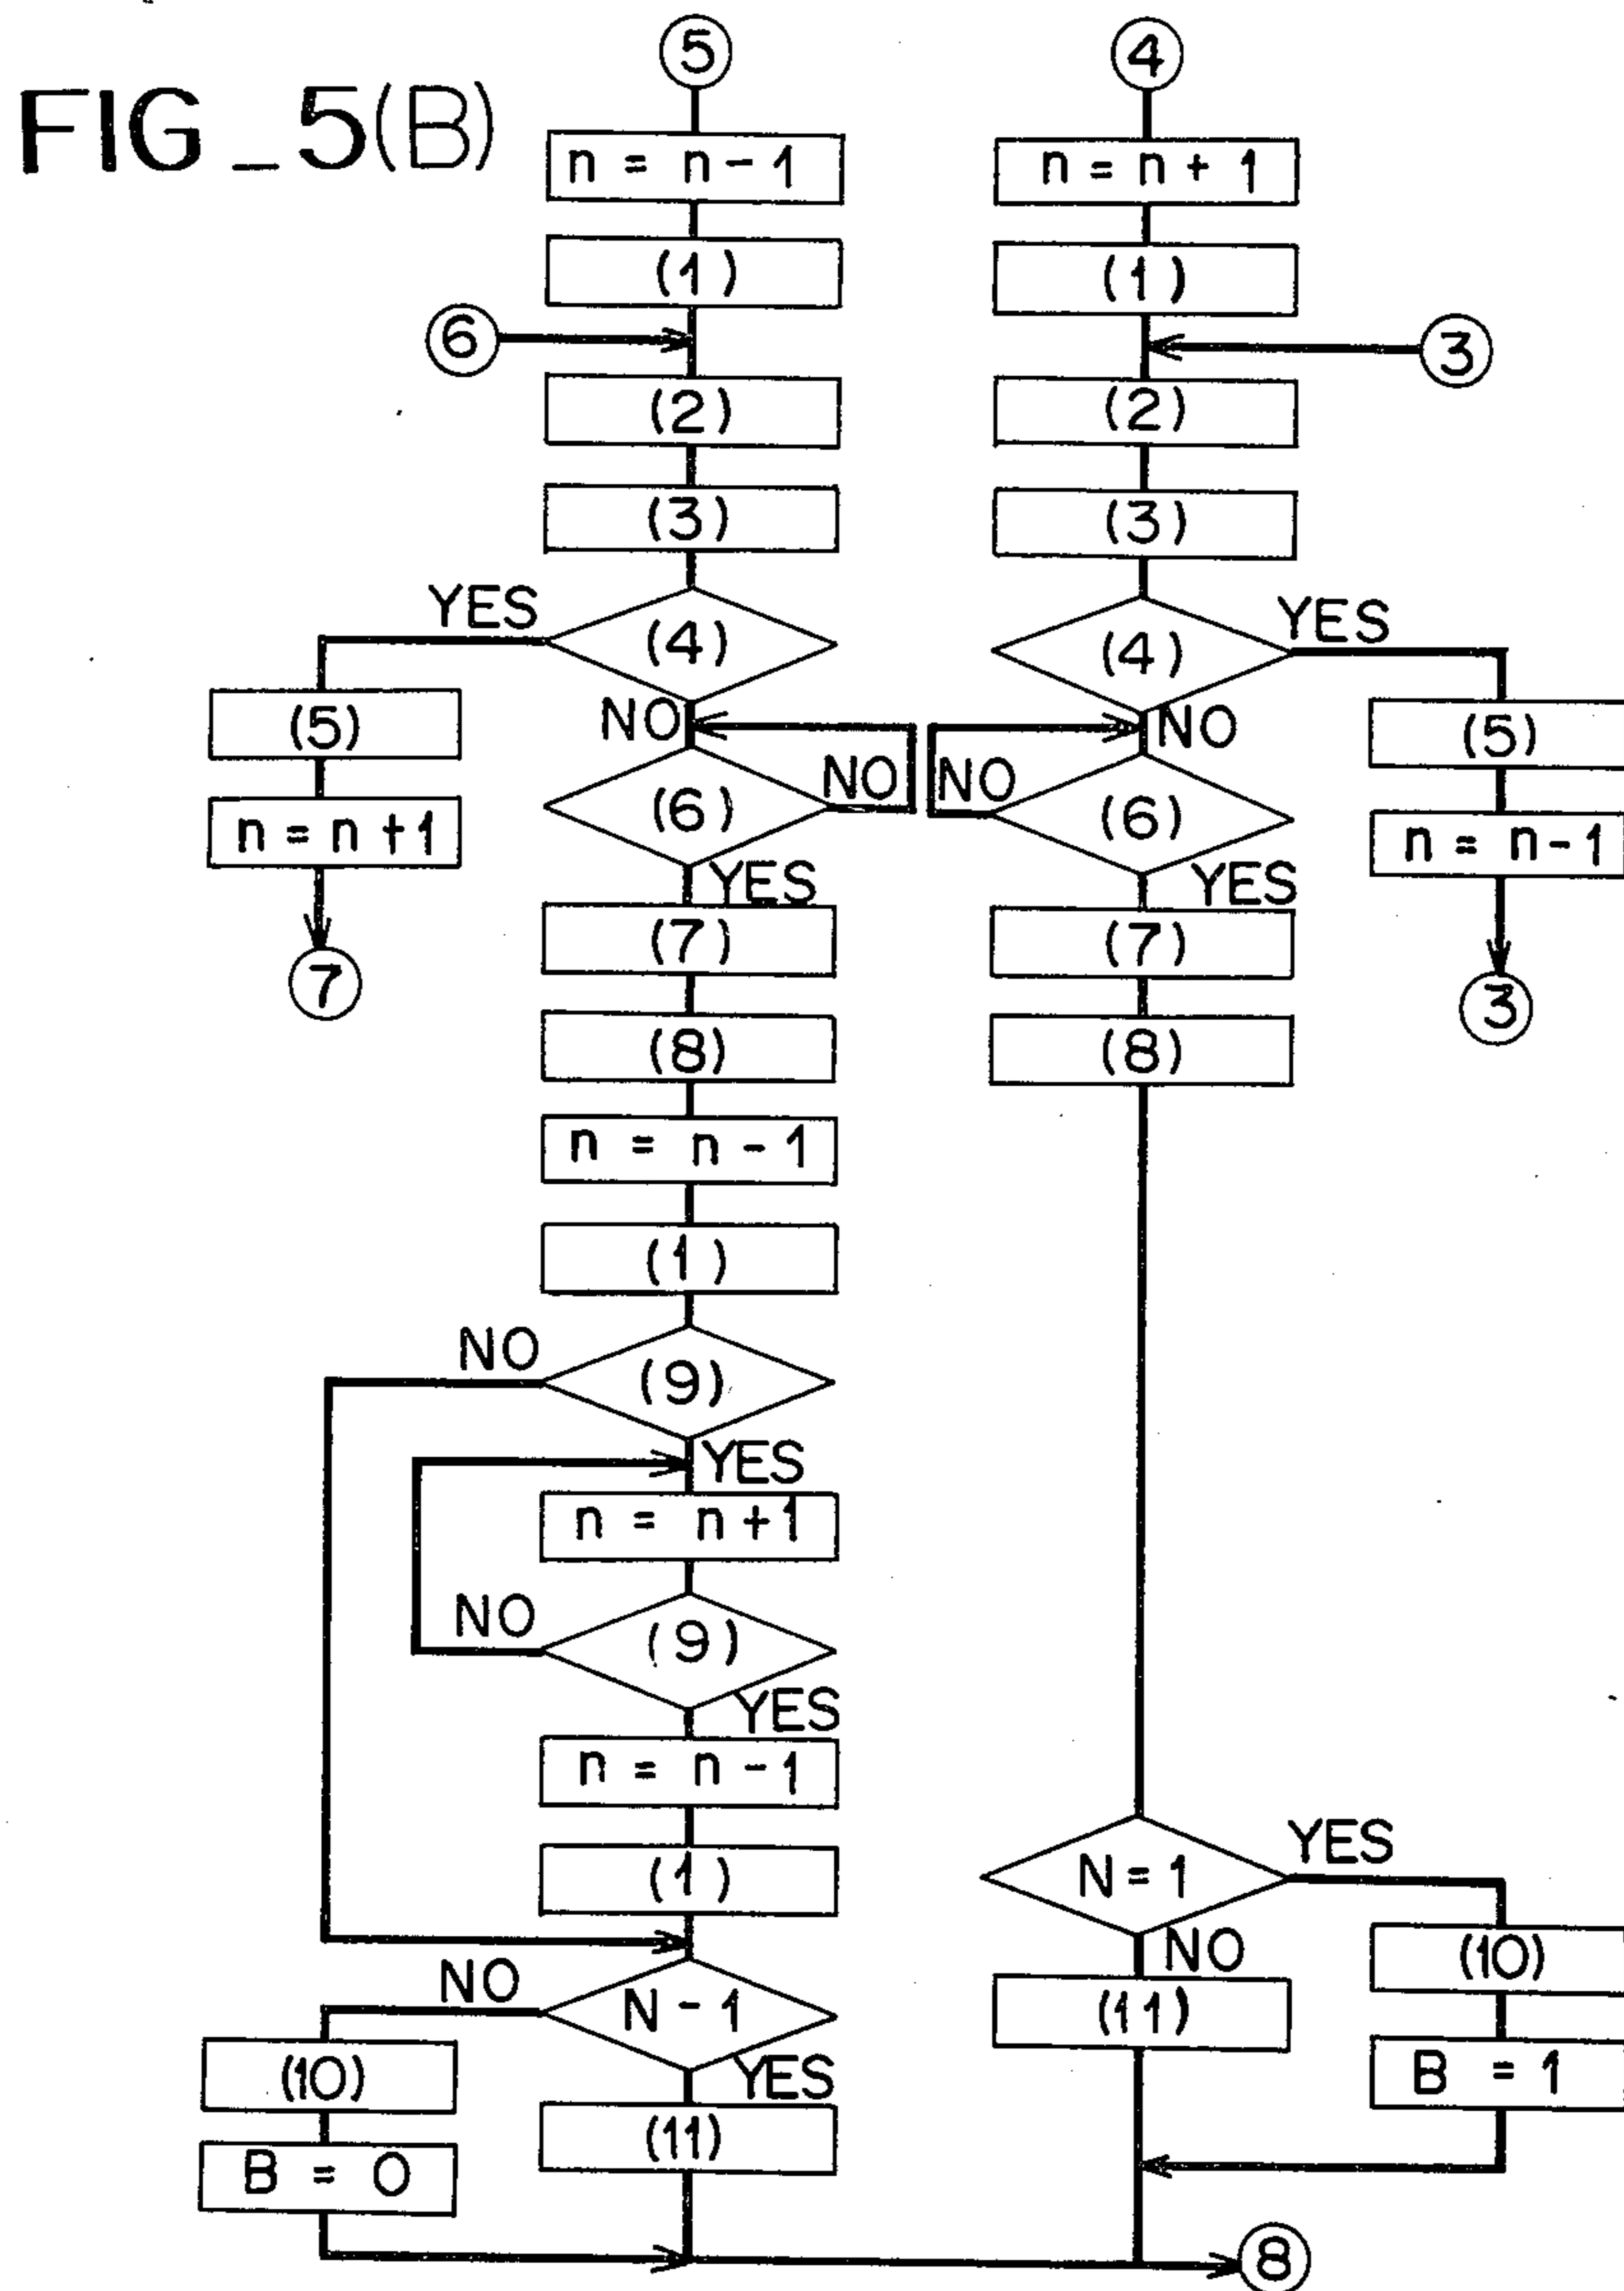 FIG_5(B)
5
n = n - 1
(1)
6
(2)
(3)
YES
(4)
(5)
n = n + 1
7
NO
NO
(6)
YES
(7)
(8)
n = n - 1
(1)
NO
(9)
YES
n = n + 1
NO
(9)
YES
n = n - 1
(1)
NO
N - 1
YES
(10)
B = 0
(11)
4
n = n + 1
(1)
3
(2)
(3)
(4)
YES
(5)
n = n - 1
3
NO
NO
(6)
YES
(7)
(8)
N = 1
YES
NO
(10)
B = 1
(11)
8